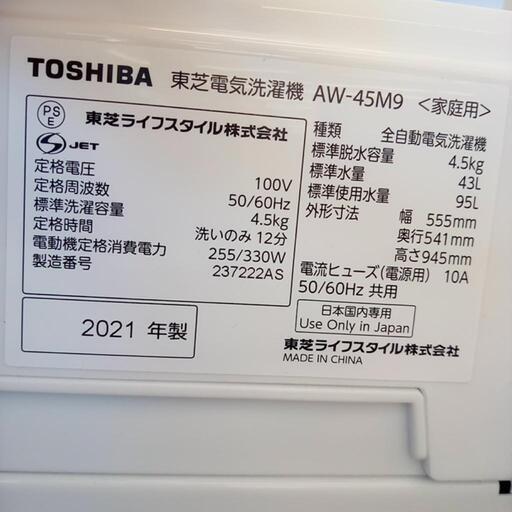 TOSHIBA 東芝電気洗濯機 AW-45M9 <家庭用>
PS
E
東芝ライフスタイル株式会社
S JET
定格電圧 100V
定格周波数 50/60Hz
標準洗濯容量 4.5kg
定格時間 洗いのみ 12分
電動機定格消費電力 255/330W
製造番号 237222AS
2021 年製
種類 全自動電気洗濯機
標準脱水容量 4.5kg
標準水量 43L
標準使用水量 95L
外形寸法 幅 555mm
奥行541mm
高さ945mm
電流ヒューズ(電源用) 10A
50/60Hz 共用
日本国内専用
Use Only in Japan
東芝ライフスタイル株式会社
MADE IN CHINA